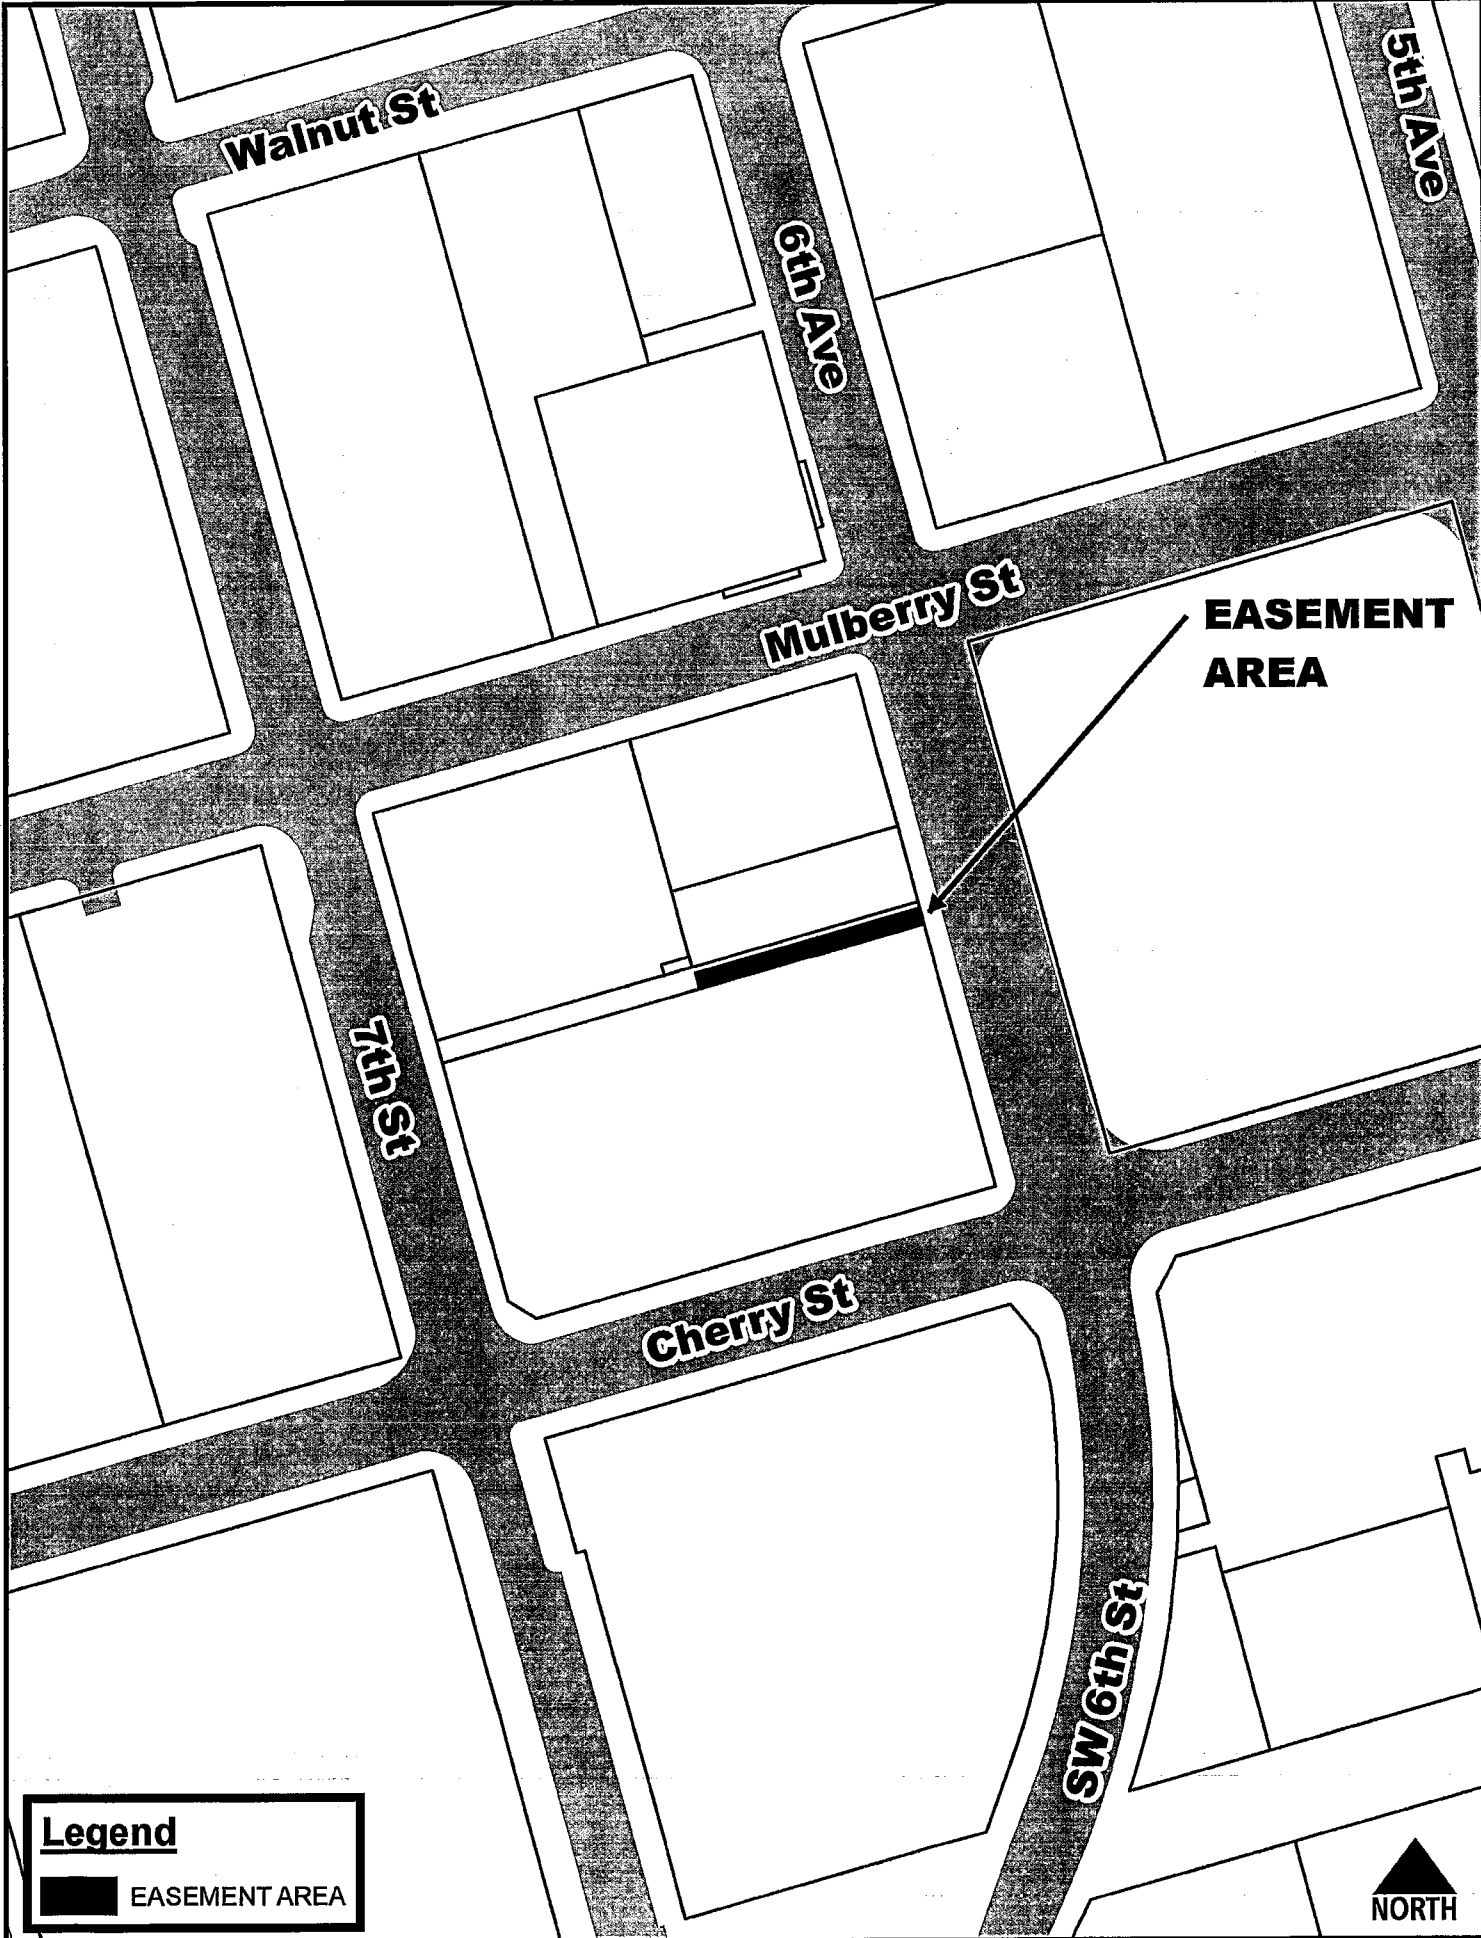 5th Ave
Walnut St
6th Ave
Mulberry St
EASEMENT
AREA
7th St
Cherry St
SW 6th St
Legend
EASEMENT AREA
NORTH